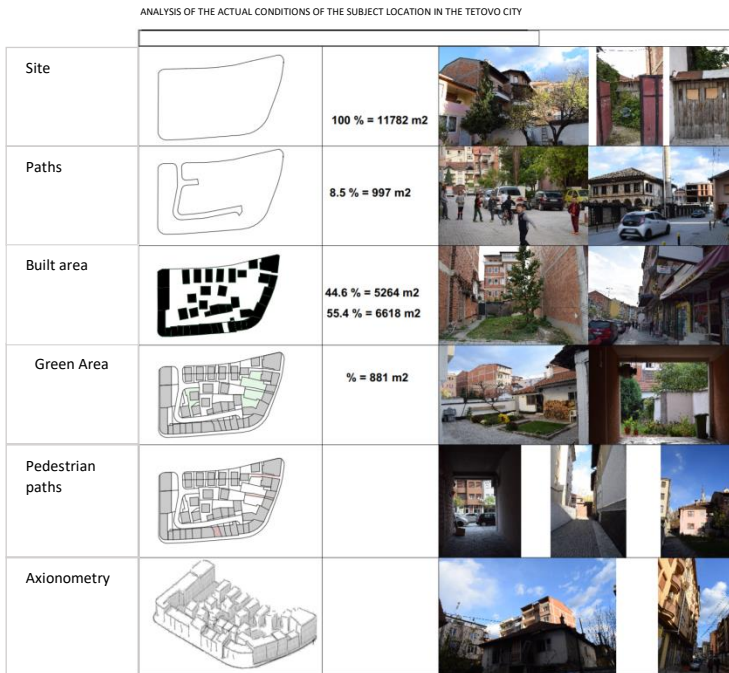 ANALYSIS OF THE ACTUAL CONDITIONS OF THE SUBJECT LOCATION IN THE TETOVO CITY
Site
100 % = 11782 m2
Paths
8.5 % = 997 m2
Built area
44.6 % = 5264 m2
55.4 % = 6618 m2
Green Area
% = 881 m2
Pedestrian
paths
Axionometry